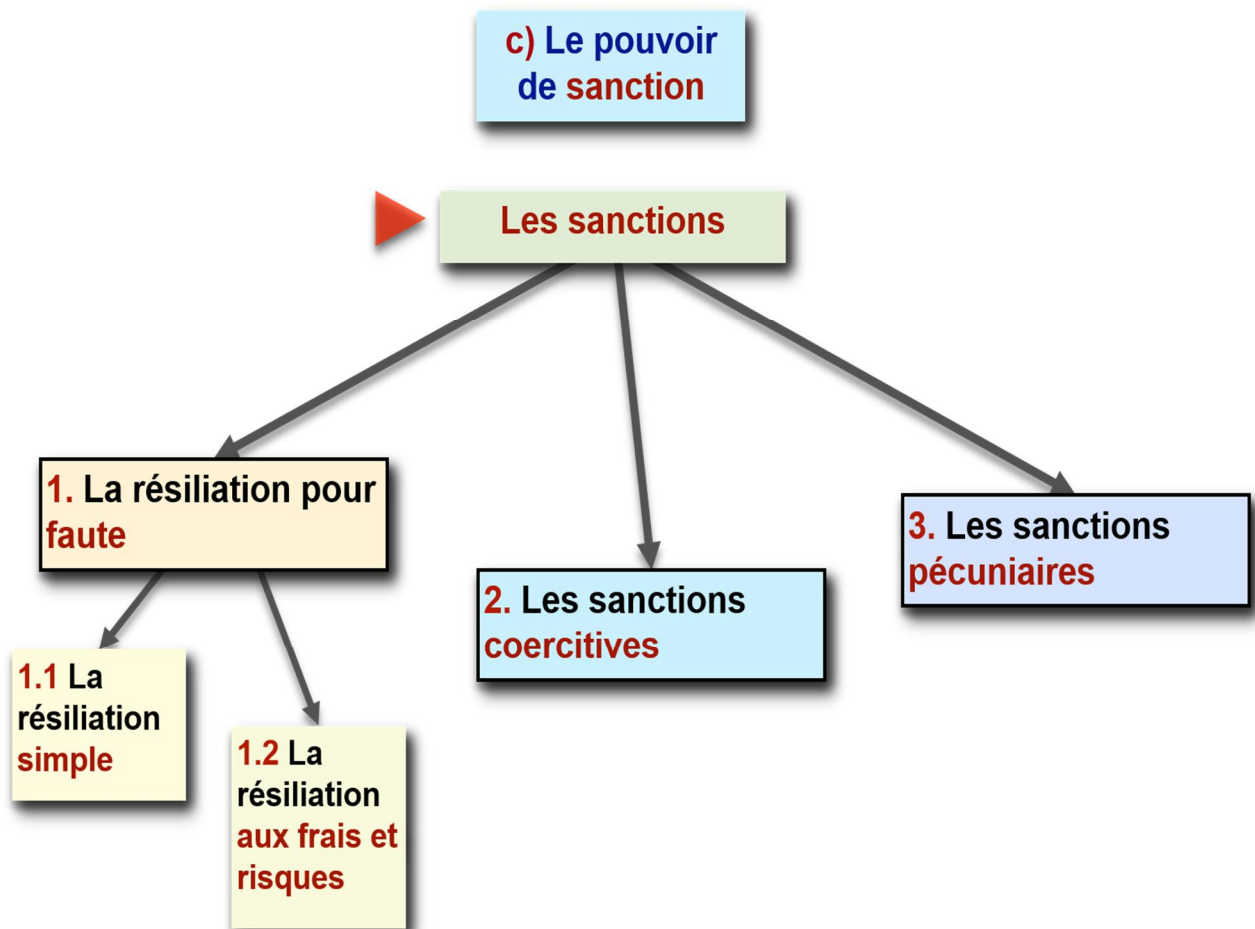 c) Le pouvoir
de sanction
Les sanctions
1. La résiliation pour
faute
2. Les sanctions
coercitives
3. Les sanctions
pécuniaires
1.1 La
résiliation
simple
1.2 La
résiliation
aux frais et
risques